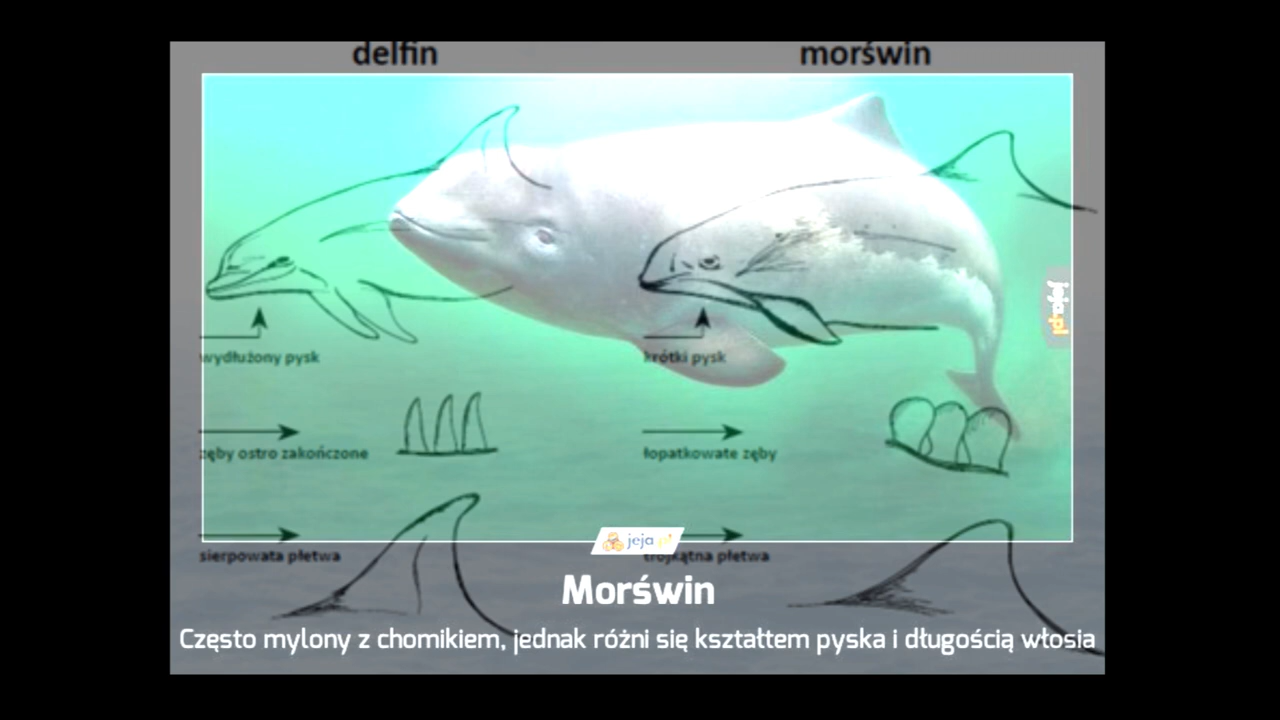 delfin
morświn
jeja.pl
wydłużony pysk
krótki pysk
zęby ostro zakończone
łopatkowate zęby
jeja.pl
sierpowata płetwa
trójkątna płetwa
Morświn
Często mylony z chomikiem, jednak różni się kształtem pyska i długością włosia